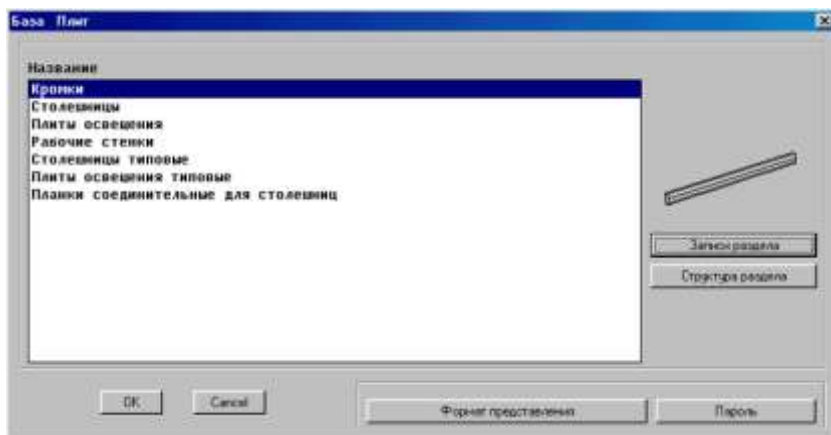 База Плит
Название
Кромки
Столешницы
Плиты освещения
Рабочие стенки
Столешницы типовые
Плиты освещения типовые
Планки соединительные для столешниц
Записи раздела
Структура раздела
OK
Cancel
Формат представления
Пароль